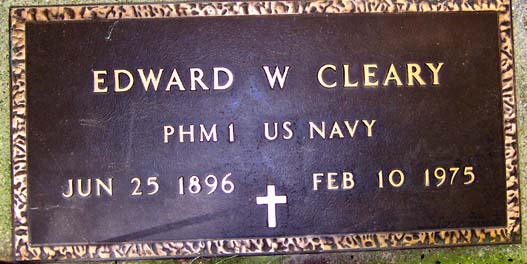 EDWARD W CLEARY
PHM1 US NAVY
JUN 25 1896 FEB 10 1975